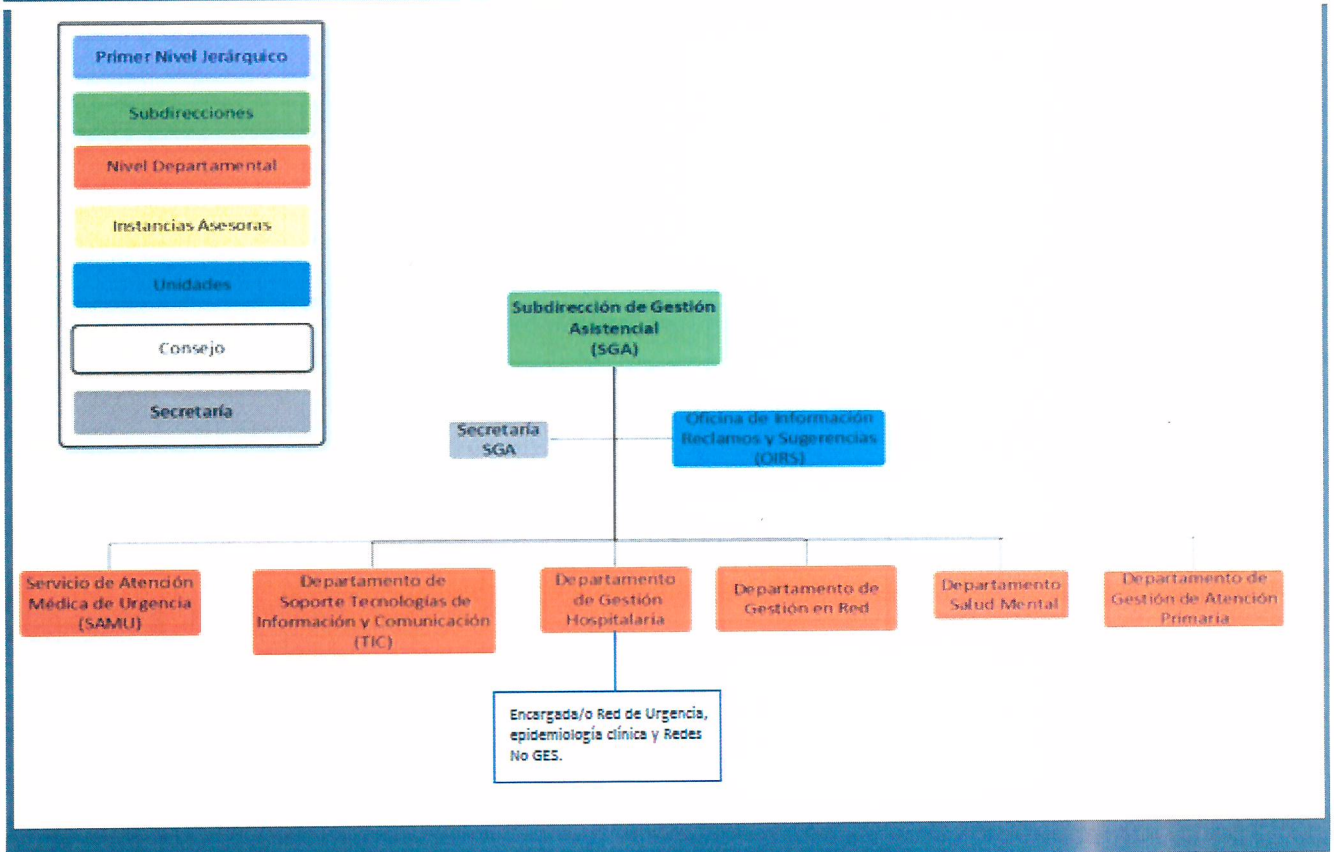 Primer Nivel Jerárquico
Subdirecciones
Nivel Departamental
Instancias Asesoras
Unidades
Consejo
Secretaría
Subdirección de Gestión
Asistencial
(SGA)
Secretaría
SGA
Oficina de Información
Reclamos y Sugerencias
(OIRS)
Servicio de Atención
Médica de Urgencia
(SAMU)
Departamento de
Soporte Tecnologías de
Información y Comunicación
(TIC)
Departamento
de Gestión
Hospitalaria
Departamento de
Gestión en Red
Departamento
Salud Mental
Departamento de
Gestión de Atención
Primaria
Encargada/o Red de Urgencia,
epidemiología clínica y Redes
No GES.